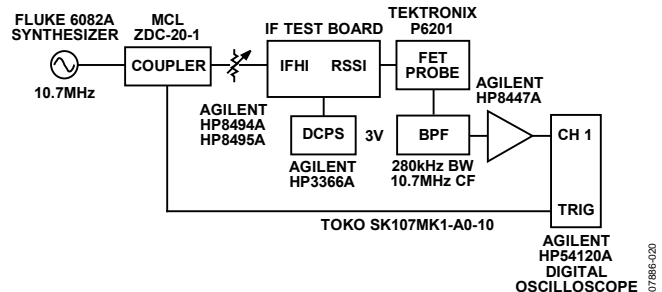 FLUKE 6082A
SYNTHESIZER
10.7MHz
MCL
ZDC-20-1
COUPLER
AGILENT
HP8494A
HP8495A
IF TEST BOARD
IFHI RSSI
DCPS
3V
AGILENT
HP3366A
TEKTRONIX
P6201
FET
PROBE
BPF
280kHz BW
10.7MHz CF
AGILENT
HP8447A
CH 1
TRIG
TOKO SK107MK1-A0-10
AGILENT
HP54120A
DIGITAL
OSCILLOSCOPE
07886-020